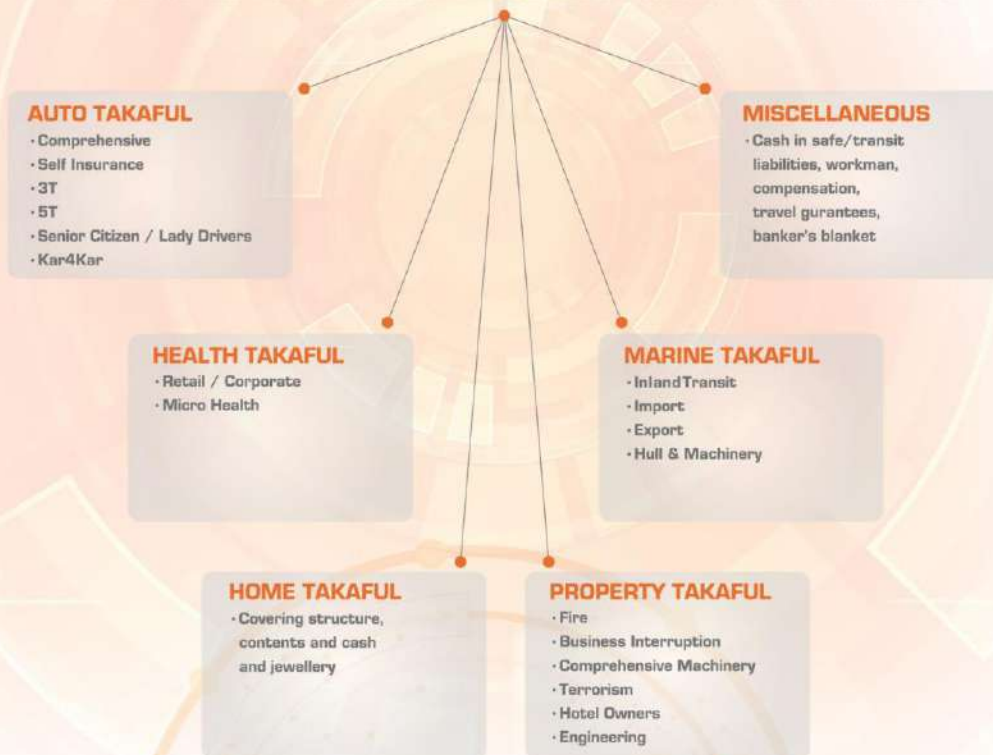 AUTO TAKAFUL
· Comprehensive
· Self Insurance
· 3T
· 5T
· Senior Citizen / Lady Drivers
· Kar4Kar
MISCELLANEOUS
· Cash in safe/transit
liabilities, workman,
compensation,
travel gurantees,
banker's blanket
HEALTH TAKAFUL
· Retail / Corporate
· Micro Health
MARINE TAKAFUL
· Inland Transit
· Import
· Export
· Hull & Machinery
HOME TAKAFUL
· Covering structure,
contents and cash
and jewellery
PROPERTY TAKAFUL
· Fire
· Business Interruption
· Comprehensive Machinery
· Terrorism
· Hotel Owners
· Engineering